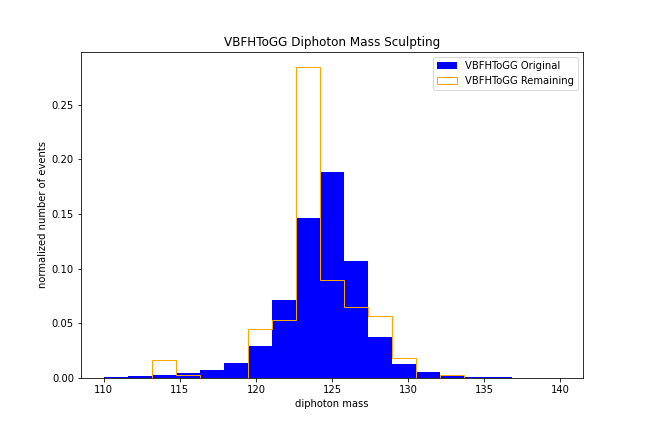 VBFHToGG Diphoton Mass Sculpting
VBFHToGG Original
VBFHToGG Remaining
normalized number of events
0.25
0.20
0.15
0.10
0.05
0.00
110 115 120 125 130 135 140
diphoton mass